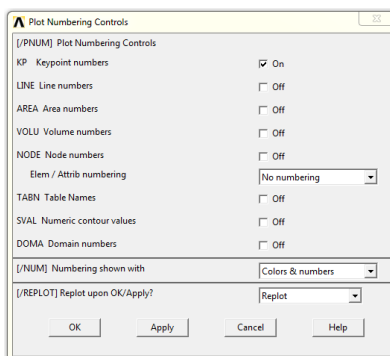 Plot Numbering Controls
[/PNUM] Plot Numbering Controls
KP Keypoint numbers On
LINE Line numbers Off
AREA Area numbers Off
VOLU Volume numbers Off
NODE Node numbers Off
Elem / Attrib numbering No numbering
TABN Table Names Off
SVAL Numeric contour values Off
DOMA Domain numbers Off
[/NUM] Numbering shown with Colors & numbers
[/REPLOT] Replot upon OK/Apply? Replot
OK Apply Cancel Help